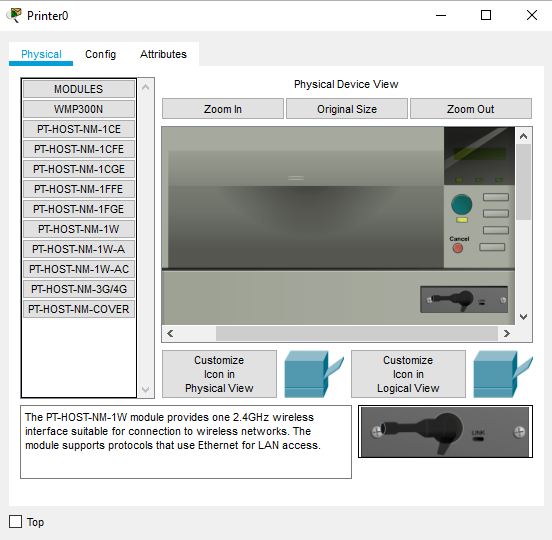 Printer0
Physical Config Attributes
MODULES
WMP300N
PT-HOST-NM-1CE
PT-HOST-NM-1CFE
PT-HOST-NM-1CGE
PT-HOST-NM-1FFE
PT-HOST-NM-1FGE
PT-HOST-NM-1W
PT-HOST-NM-1W-A
PT-HOST-NM-1W-AC
PT-HOST-NM-3G/4G
PT-HOST-NM-COVER
Physical Device View
Zoom In Original Size Zoom Out
Cancel
LINK
Customize
Icon in
Physical View
Customize
Icon in
Logical View
The PT-HOST-NM-1W module provides one 2.4GHz wireless
interface suitable for connection to wireless networks. The
module supports protocols that use Ethernet for LAN access.
LINK
Top